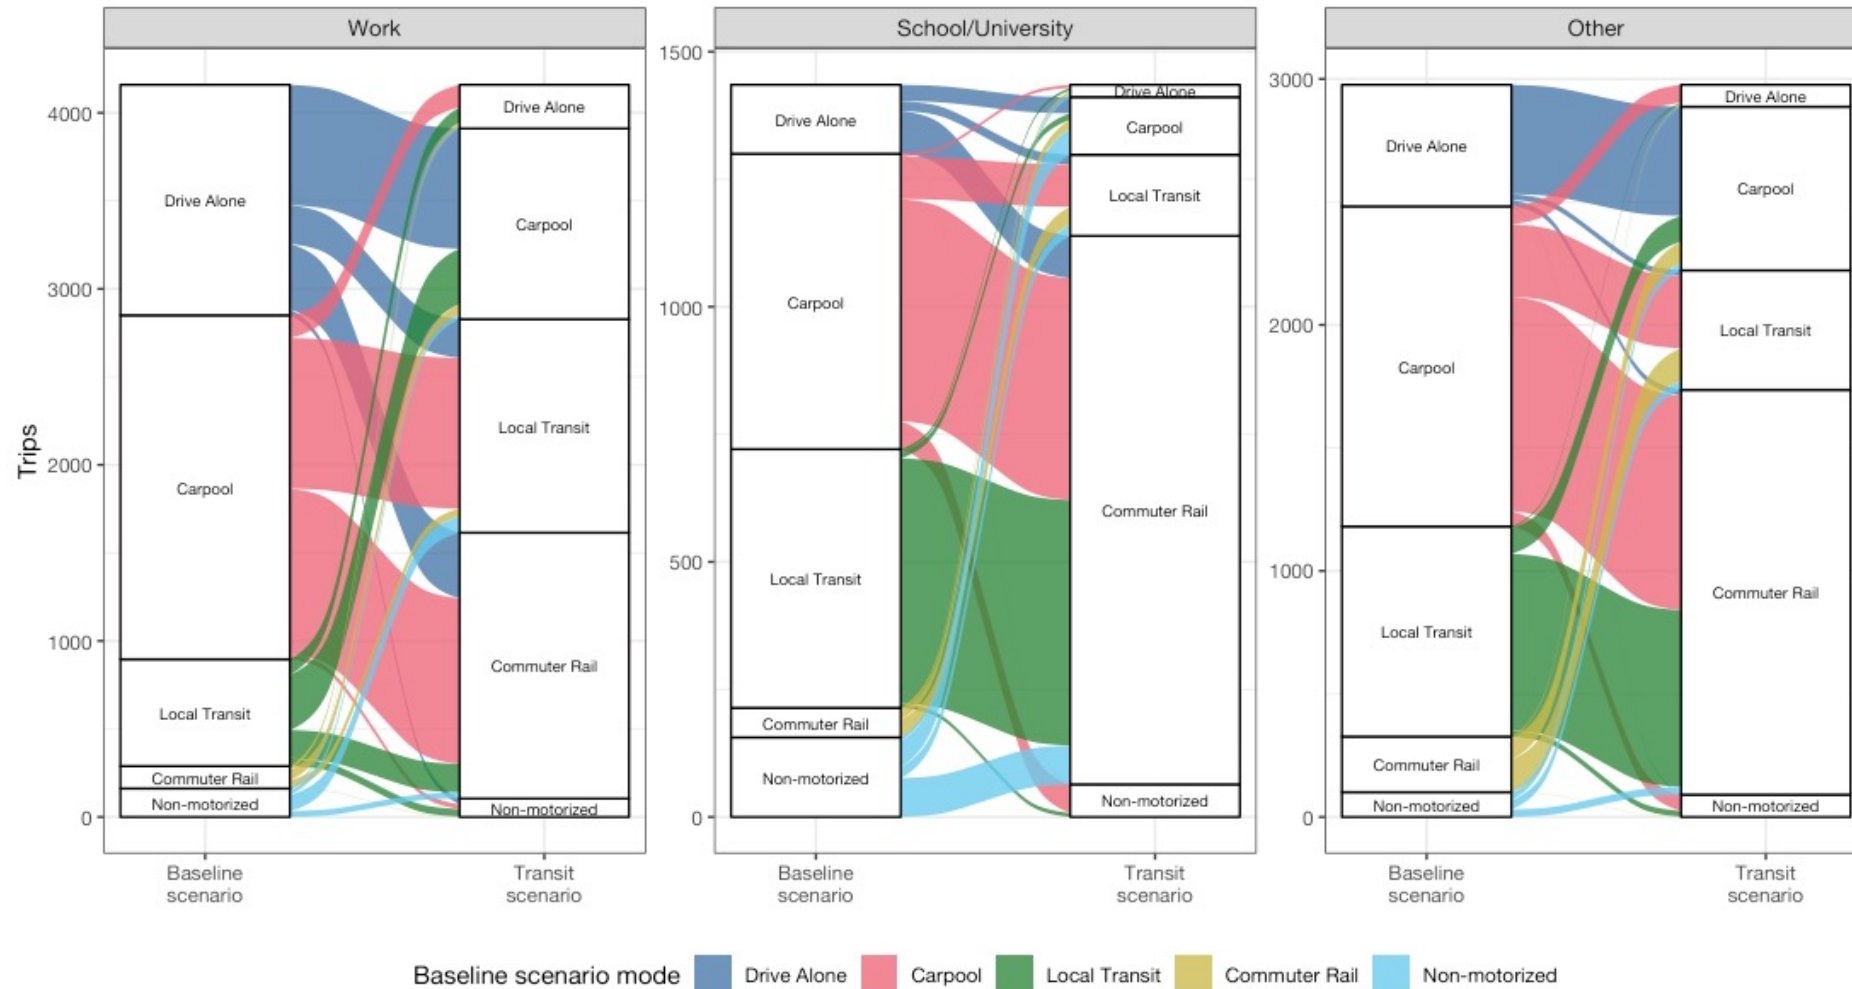 Work
School/University
Other
Trips
4000
3000
2000
1000
0
Drive Alone
Carpool
Local Transit
Commuter Rail
Non-motorized
Drive Alone
Carpool
Local Transit
Commuter Rail
Non-motorized
Baseline
scenario
Transit
scenario
1500
1000
500
0
Drive Alone
Carpool
Local Transit
Commuter Rail
Non-motorized
Drive Alone
Carpool
Local Transit
Commuter Rail
Non-motorized
Baseline
scenario
Transit
scenario
3000
2000
1000
0
Drive Alone
Carpool
Local Transit
Commuter Rail
Non-motorized
Drive Alone
Carpool
Local Transit
Commuter Rail
Non-motorized
Baseline
scenario
Transit
scenario
Baseline scenario mode Drive Alone Carpool Local Transit Commuter Rail Non-motorized